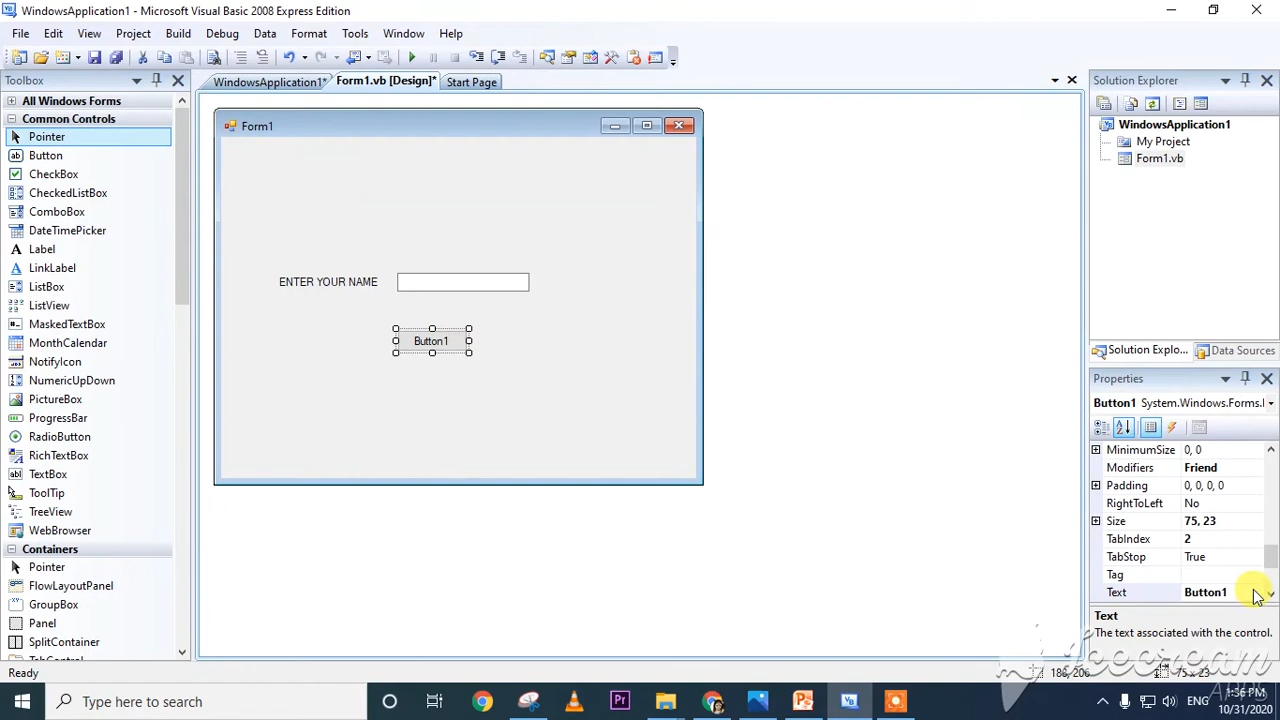 WindowsApplication1 - Microsoft Visual Basic 2008 Express Edition
File Edit View Project Build Debug Data Format Tools Window Help
Toolbox
WindowsApplication1* Form1.vb [Design]* Start Page
Solution Explorer
All Windows Forms
Common Controls
Pointer
Button
CheckBox
CheckedListBox
ComboBox
DateTimePicker
Label
LinkLabel
ListBox
ListView
MaskedTextBox
MonthCalendar
NotifyIcon
NumericUpDown
PictureBox
ProgressBar
RadioButton
RichTextBox
TextBox
ToolTip
TreeView
WebBrowser
Containers
Pointer
FlowLayoutPanel
GroupBox
Panel
SplitContainer
TabControl
Form1
ENTER YOUR NAME
Button1
WindowsApplication1
My Project
Form1.vb
Solution Explo... Data Sources
Properties
Button1 System.Windows.Forms.
MinimumSize 0, 0
Modifiers Friend
Padding 0, 0, 0, 0
RightToLeft No
Size 75, 23
TabIndex 2
TabStop True
Tag
Text Button1
Text
The text associated with the control.
Ready
75 x 23
Type here to search
ENG
1:36 PM
10/31/2020